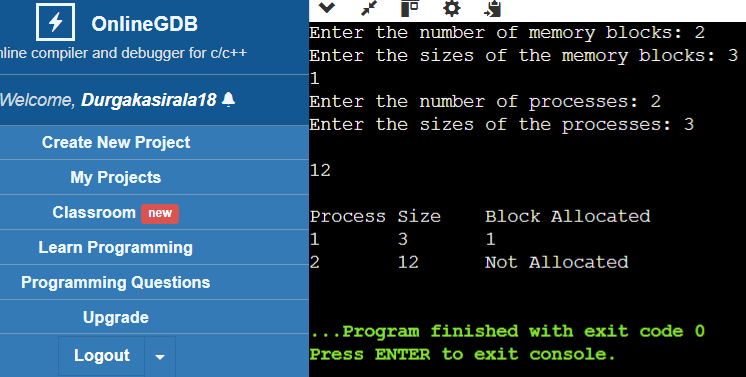 OnlineGDB
nline compiler and debugger for c/c++
Welcome, Durgakasirala18
Create New Project
My Projects
Classroom new
Learn Programming
Programming Questions
Upgrade
Logout
Enter the number of memory blocks: 2
Enter the sizes of the memory blocks: 3
1
Enter the number of processes: 2
Enter the sizes of the processes: 3
12
Process Size Block Allocated
1 3 1
2 12 Not Allocated
...Program finished with exit code 0
Press ENTER to exit console.